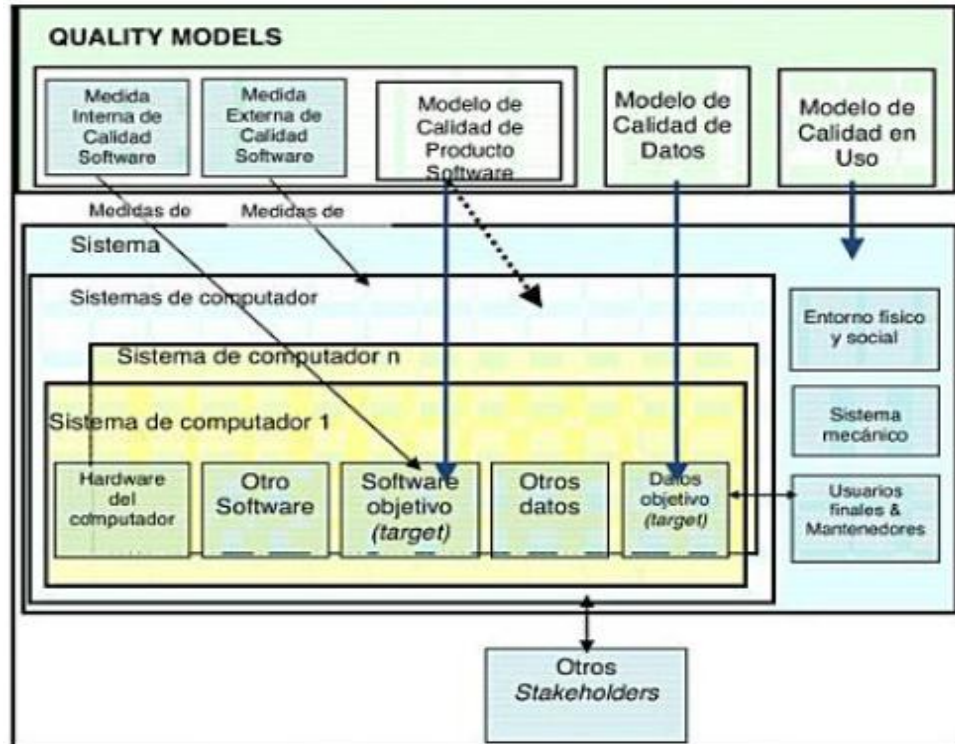 QUALITY MODELS
Medida
Interna de
Calidad
Software
Medida
Externa de
Calidad
Software
Modelo de
Calidad de
Producto
Software
Modelo de
Calidad de
Datos
Modelo de
Calidad en
Uso
Medidas de
Medidas de
Sistema
Sistemas de computador
Sistema de computador n
Sistema de computador 1
Hardware
del
computador
Otro
Software
Software
objetivo
(target)
Otros
datos
Datos
objetivo
(target)
Entorno físico
y social
Sistema
mecánico
Usuarios
finales &
Mantenedores
Otros
Stakeholders